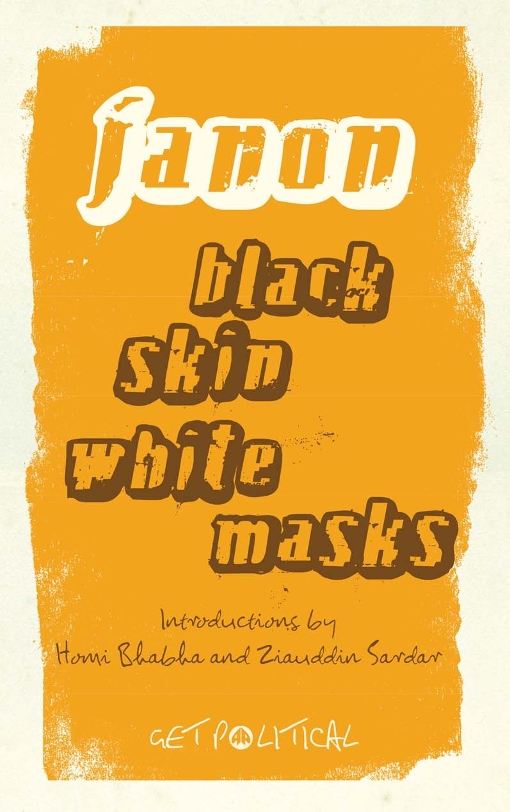 fanon
black
skin
white
masks
Introductions by
Homi Bhabha and Ziauddin Sardar
GET POLITICAL